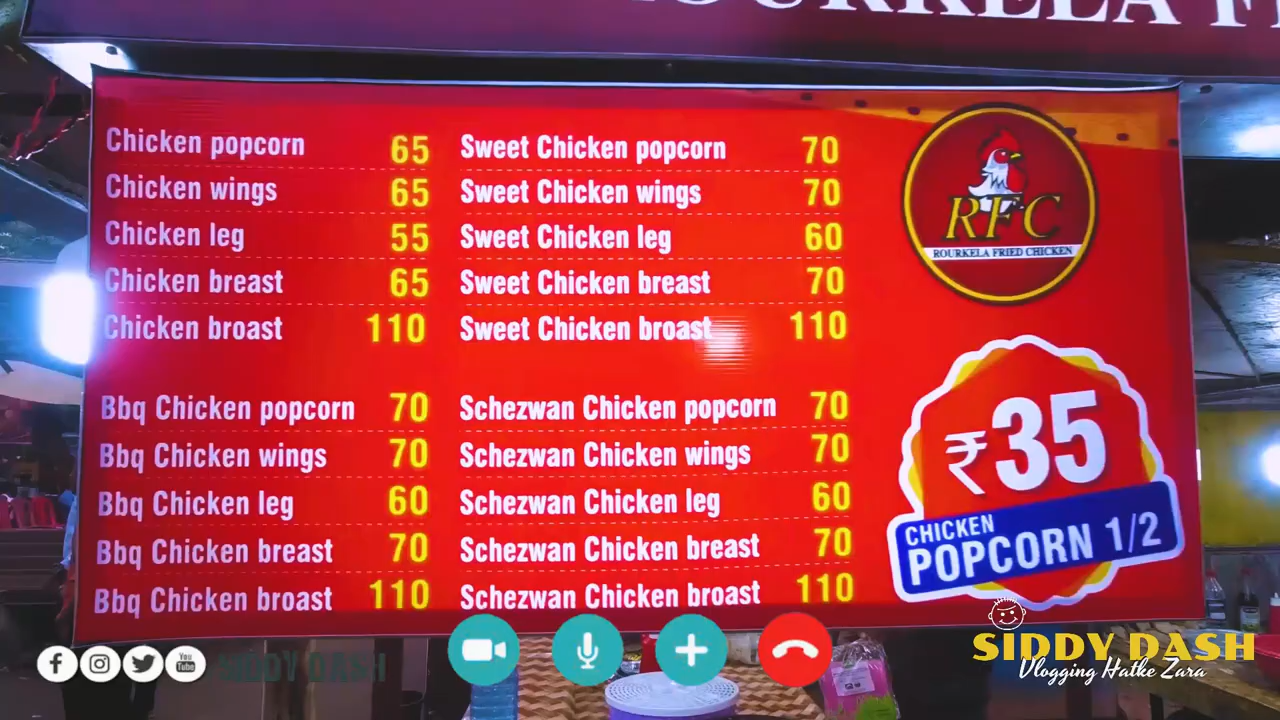 ROURKELA F
Chicken popcorn 65
Chicken wings 65
Chicken leg 55
Chicken breast 65
Chicken broast 110
Sweet Chicken popcorn 70
Sweet Chicken wings 70
Sweet Chicken leg 60
Sweet Chicken breast 70
Sweet Chicken broast 110
Bbq Chicken popcorn 70
Bbq Chicken wings 70
Bbq Chicken leg 60
Bbq Chicken breast 70
Bbq Chicken broast 110
Schezwan Chicken popcorn 70
Schezwan Chicken wings 70
Schezwan Chicken leg 60
Schezwan Chicken breast 70
Schezwan Chicken broast 110
RFC
ROURKELA FRIED CHICKEN
₹35
CHICKEN
POPCORN 1/2
You
Tube
SIDDY DASH
SIDDY DASH
Vlogging Hatke Zara